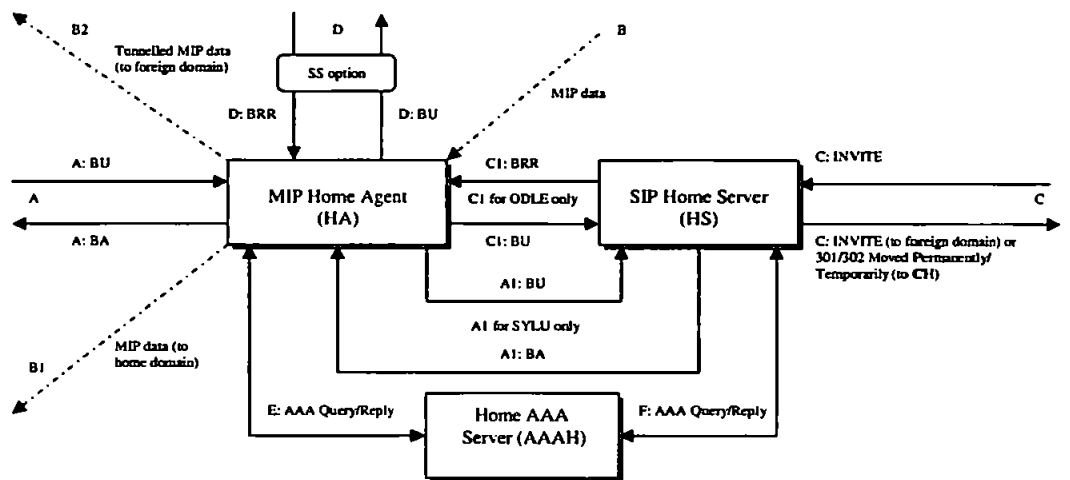 B2
Tunnelled MIP data
(to foreign domain)
D
B
SS option
MIP data
D: BRR
D: BU
A: BU
C1: BRR
C: INVITE
A
MIP Home Agent
(HA)
C1 for ODLE only
SIP Home Server
(HS)
C
A: BA
C1: BU
C: INVITE (to foreign domain) or
301/302 Moved Permanently/
Temporarily (to CH)
A1: BU
A1 for SYLU only
A1: BA
MIP data (to
home domain)
B1
E: AAA Query/Reply
F: AAA Query/Reply
Home AAA
Server (AAAH)